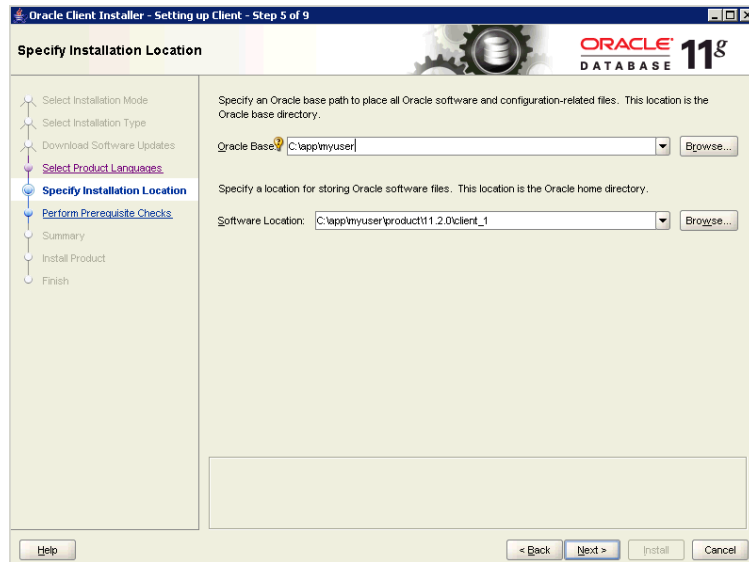 Oracle Client Installer - Setting up Client - Step 5 of 9
Specify Installation Location
ORACLE
DATABASE
11g
Select Installation Mode
Select Installation Type
Download Software Updates
Select Product Languages
Specify Installation Location
Perform Prerequisite Checks
Summary
Install Product
Finish
Specify an Oracle base path to place all Oracle software and configuration-related files. This location is the
Oracle base directory.
Oracle Base: C:\app\myuser Browse...
Specify a location for storing Oracle software files. This location is the Oracle home directory.
Software Location: C:\app\myuser\product\11.2.0\client_1 Browse...
Help < Back Next > Install Cancel